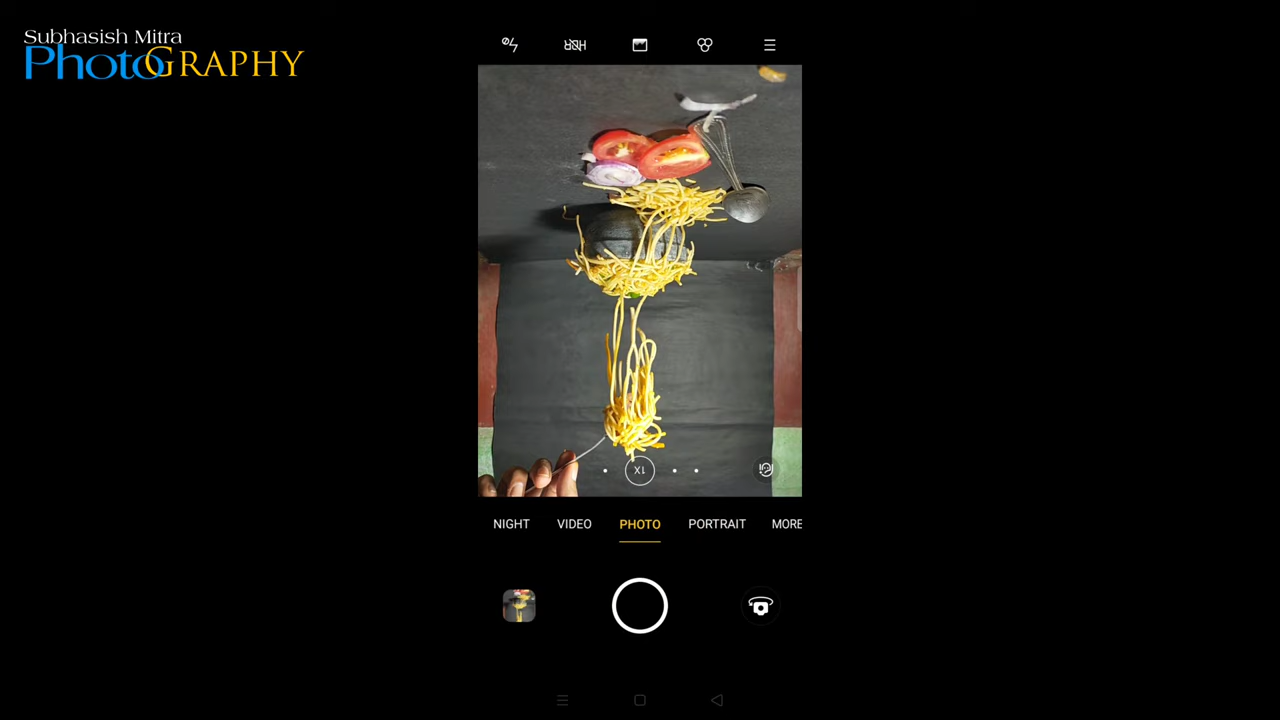 Subhasish Mitra
PhotoGRAPHY
HDR
1X
NIGHT VIDEO PHOTO PORTRAIT MORE